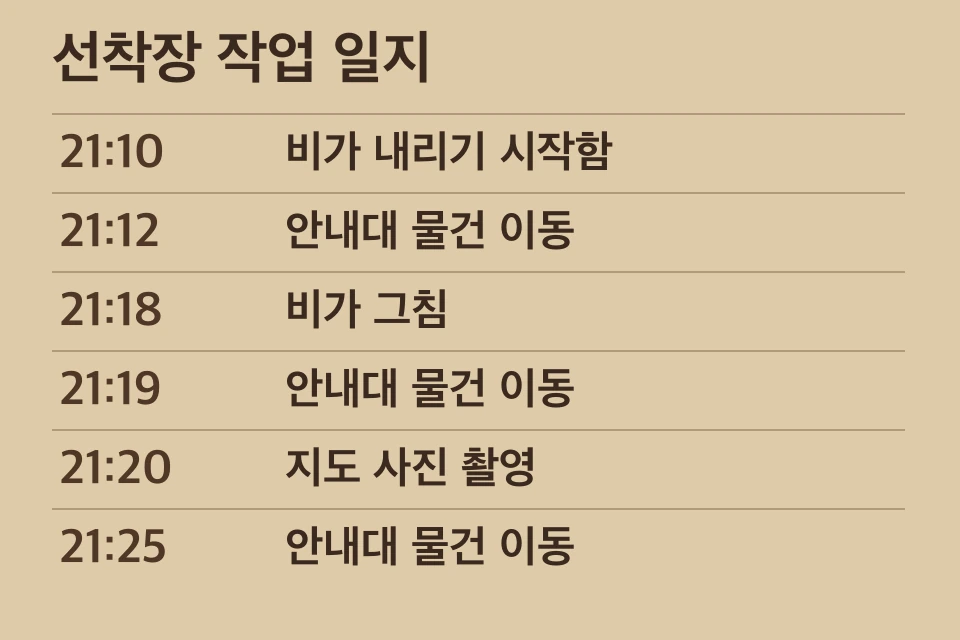 선착장 작업 일지
21:10 비가 내리기 시작함
21:12 안내대 물건 이동
21:18 비가 그침
21:19 안내대 물건 이동
21:20 지도 사진 촬영
21:25 안내대 물건 이동